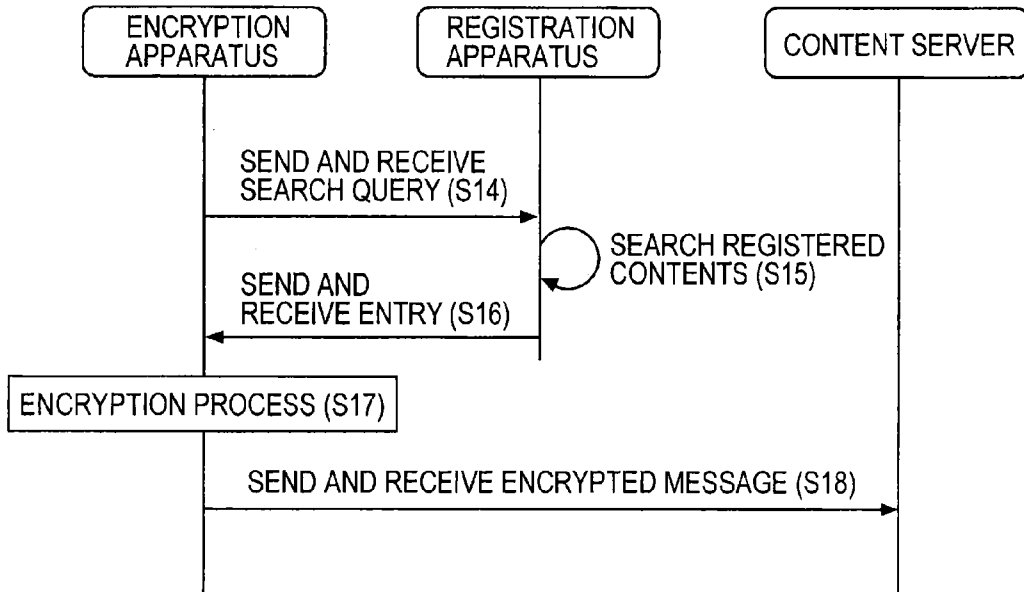 ENCRYPTION
APPARATUS
REGISTRATION
APPARATUS
CONTENT SERVER
SEND AND RECEIVE
SEARCH QUERY (S14)
SEARCH REGISTERED
CONTENTS (S15)
SEND AND
RECEIVE ENTRY (S16)
ENCRYPTION PROCESS (S17)
SEND AND RECEIVE ENCRYPTED MESSAGE (S18)